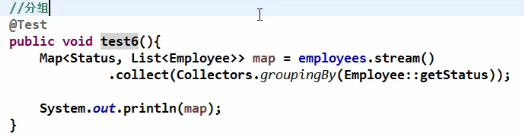 //分组
@Test
public void test6(){
    Map<Status, List<Employee>> map = employees.stream()
            .collect(Collectors.groupingBy(Employee::getStatus));

    System.out.println(map);
}